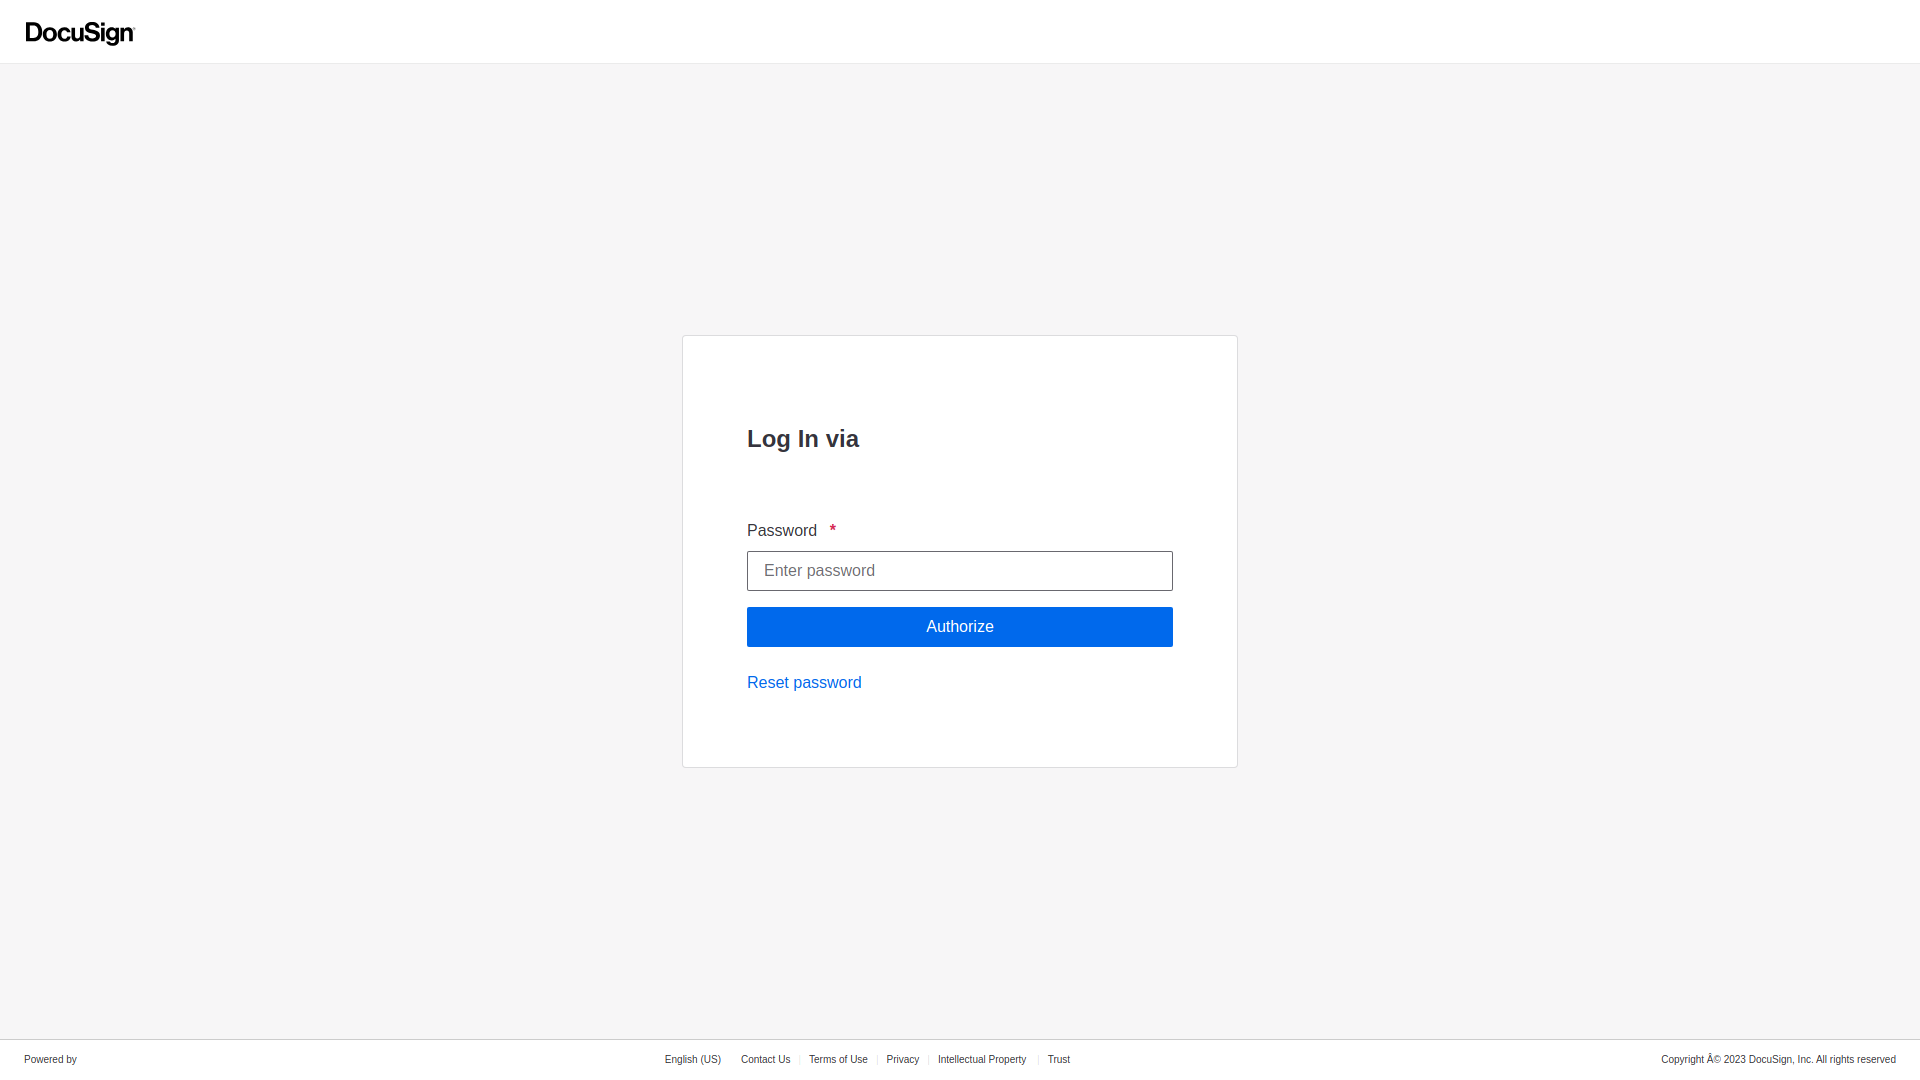 DocuSign
Log In via
Password *
Enter password
Authorize
Reset password
Powered by
English (US) Contact Us | Terms of Use | Privacy | Intellectual Property | Trust
Copyright Â© 2023 DocuSign, Inc. All rights reserved